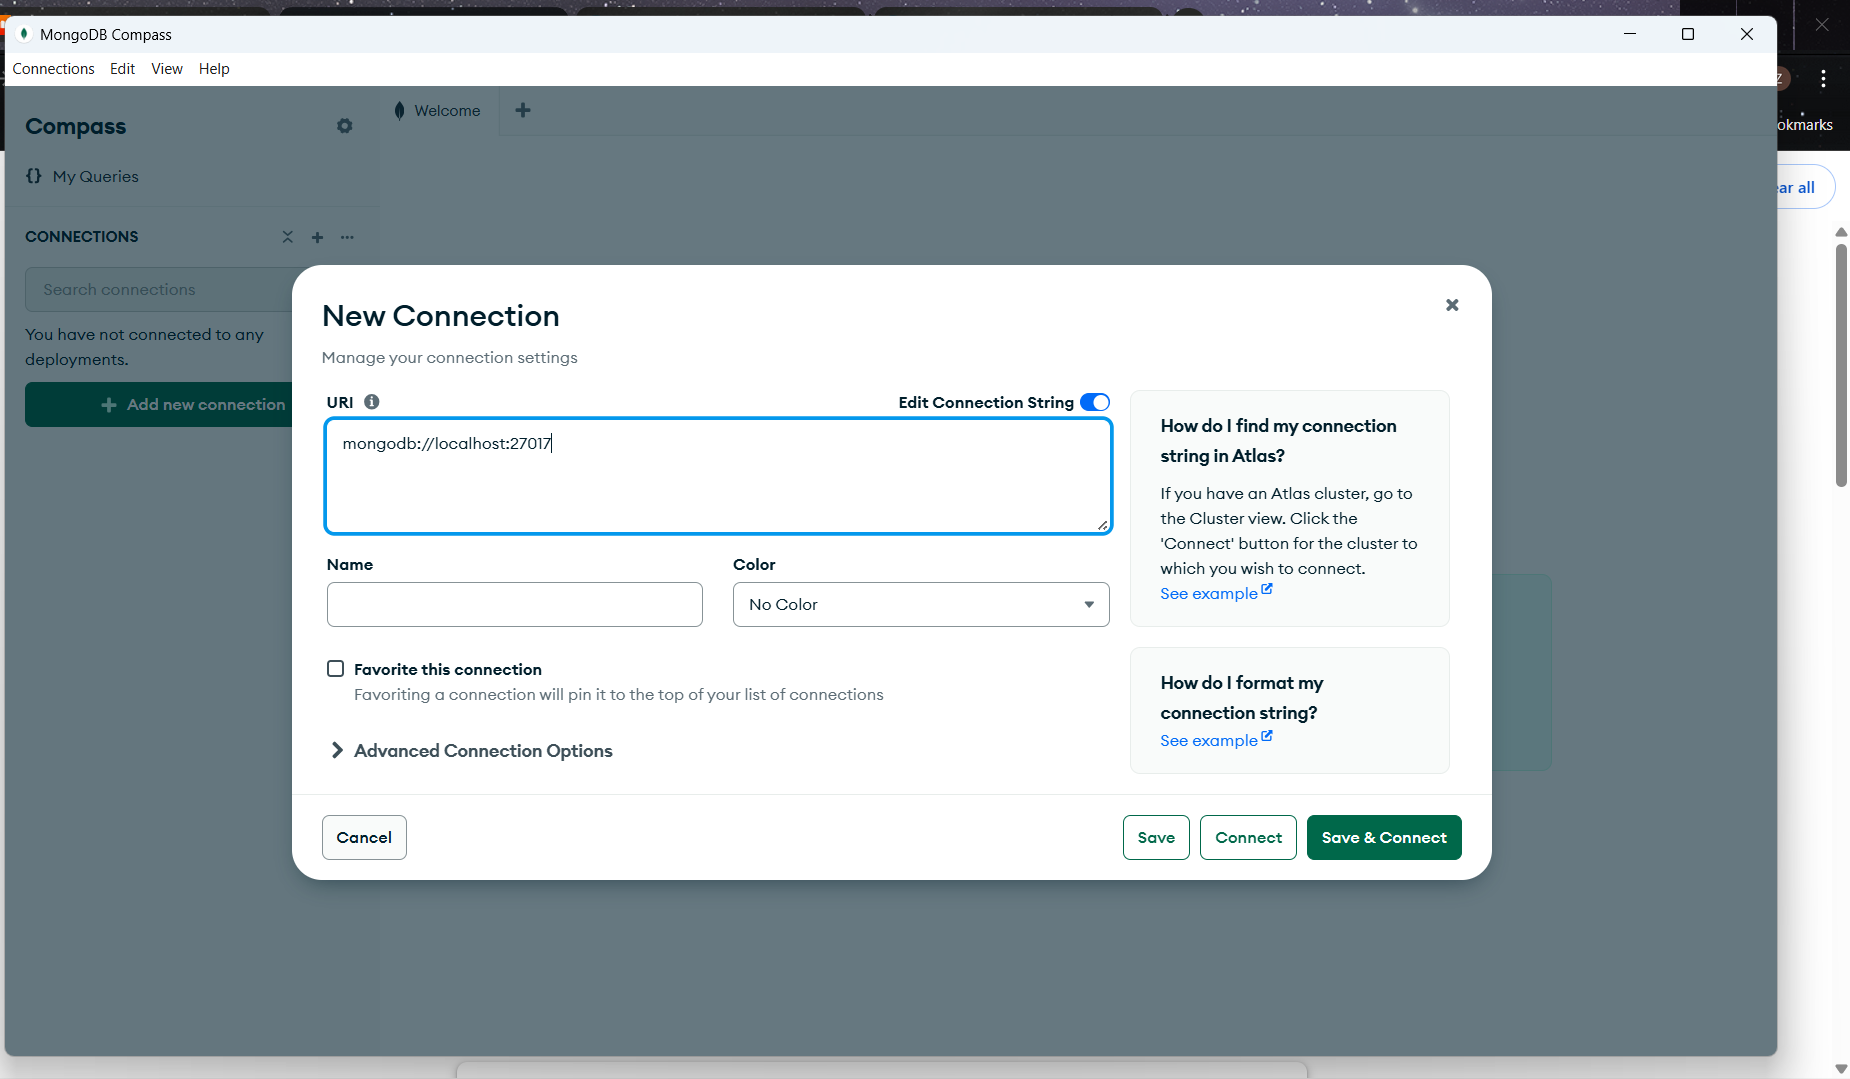 MongoDB Compass
Connections Edit View Help
Compass
Welcome
My Queries
okmarks
ar all
CONNECTIONS
Search connections
You have not connected to any
deployments.
Add new connection
New Connection
Manage your connection settings
URI
Edit Connection String
mongodb://localhost:27017
Name
Color
No Color
Favorite this connection
Favoriting a connection will pin it to the top of your list of connections
Advanced Connection Options
How do I find my connection
string in Atlas?
If you have an Atlas cluster, go to
the Cluster view. Click the
'Connect' button for the cluster to
which you wish to connect.
See example
How do I format my
connection string?
See example
Cancel
Save
Connect
Save & Connect